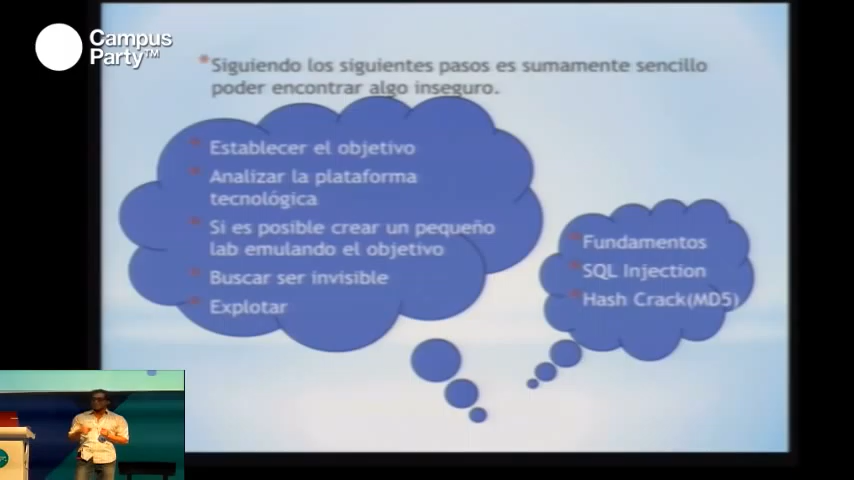 Campus
Party™
*Siguiendo los siguientes pasos es sumamente sencillo
poder encontrar algo inseguro.
* Establecer el objetivo
* Analizar la plataforma
tecnológica
* Si es posible crear un pequeño
lab emulando el objetivo
* Buscar ser invisible
* Explotar
* Fundamentos
* SQL Injection
* Hash Crack(MD5)